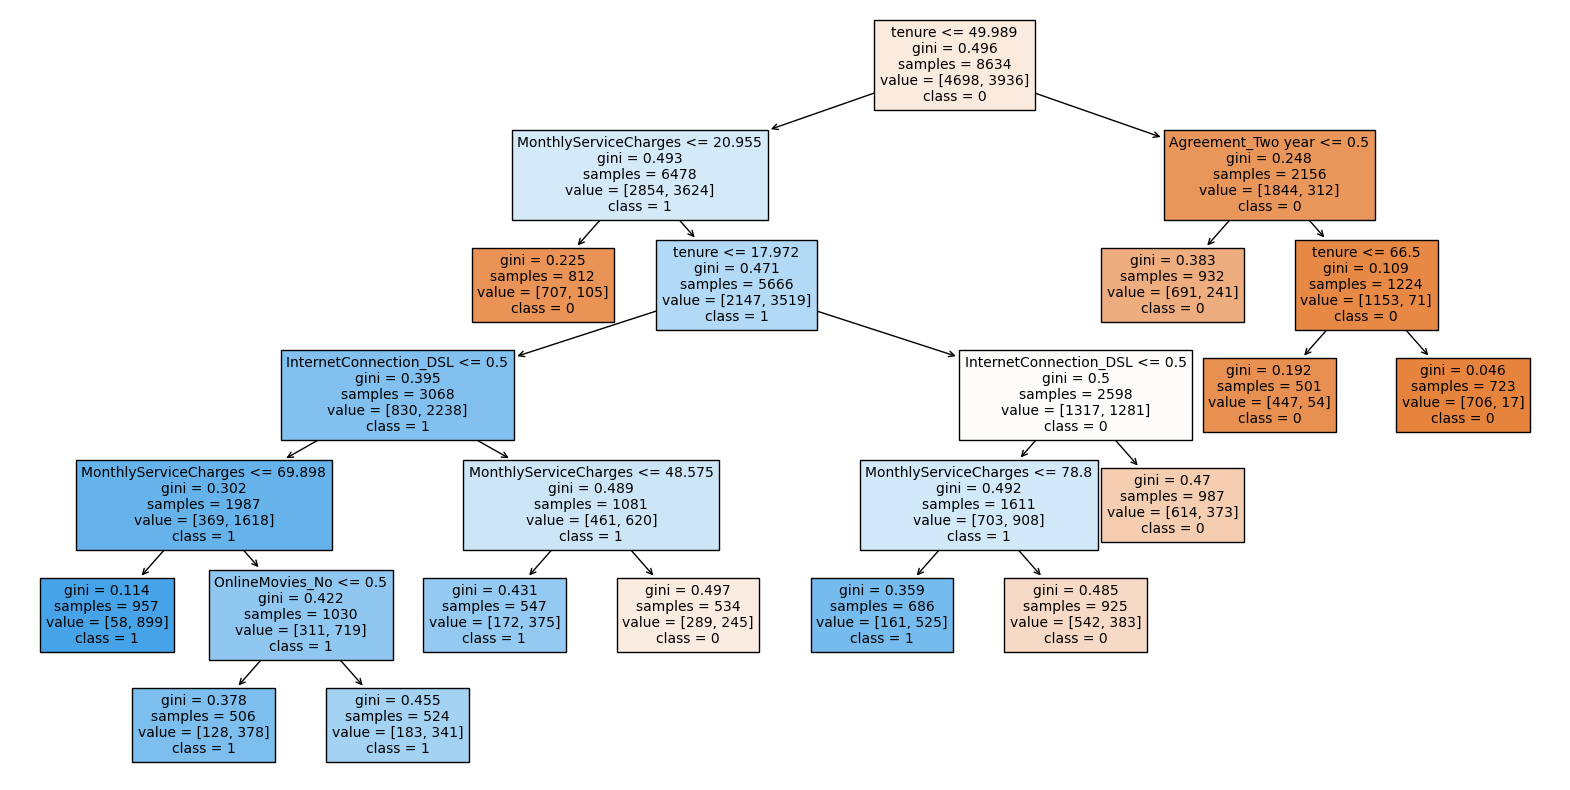 tenure <= 49.989
gini = 0.496
samples = 8634
value = [4698, 3936]
class = 0
MonthlyServiceCharges <= 20.955
gini = 0.493
samples = 6478
value = [2854, 3624]
class = 1
Agreement_Two year <= 0.5
gini = 0.248
samples = 2156
value = [1844, 312]
class = 0
gini = 0.225
samples = 812
value = [707, 105]
class = 0
tenure <= 17.972
gini = 0.471
samples = 5666
value = [2147, 3519]
class = 1
gini = 0.383
samples = 932
value = [691, 241]
class = 0
tenure <= 66.5
gini = 0.109
samples = 1224
value = [1153, 71]
class = 0
InternetConnection_DSL <= 0.5
gini = 0.395
samples = 3068
value = [830, 2238]
class = 1
InternetConnection_DSL <= 0.5
gini = 0.5
samples = 2598
value = [1317, 1281]
class = 0
gini = 0.192
samples = 501
value = [447, 54]
class = 0
gini = 0.046
samples = 723
value = [706, 17]
class = 0
MonthlyServiceCharges <= 69.898
gini = 0.302
samples = 1987
value = [369, 1618]
class = 1
MonthlyServiceCharges <= 48.575
gini = 0.489
samples = 1081
value = [461, 620]
class = 1
MonthlyServiceCharges <= 78.8
gini = 0.492
samples = 1611
value = [703, 908]
class = 1
gini = 0.47
samples = 987
value = [614, 373]
class = 0
gini = 0.114
samples = 957
value = [58, 899]
class = 1
OnlineMovies_No <= 0.5
gini = 0.422
samples = 1030
value = [311, 719]
class = 1
gini = 0.431
samples = 547
value = [172, 375]
class = 1
gini = 0.497
samples = 534
value = [289, 245]
class = 0
gini = 0.359
samples = 686
value = [161, 525]
class = 1
gini = 0.485
samples = 925
value = [542, 383]
class = 0
gini = 0.378
samples = 506
value = [128, 378]
class = 1
gini = 0.455
samples = 524
value = [183, 341]
class = 1